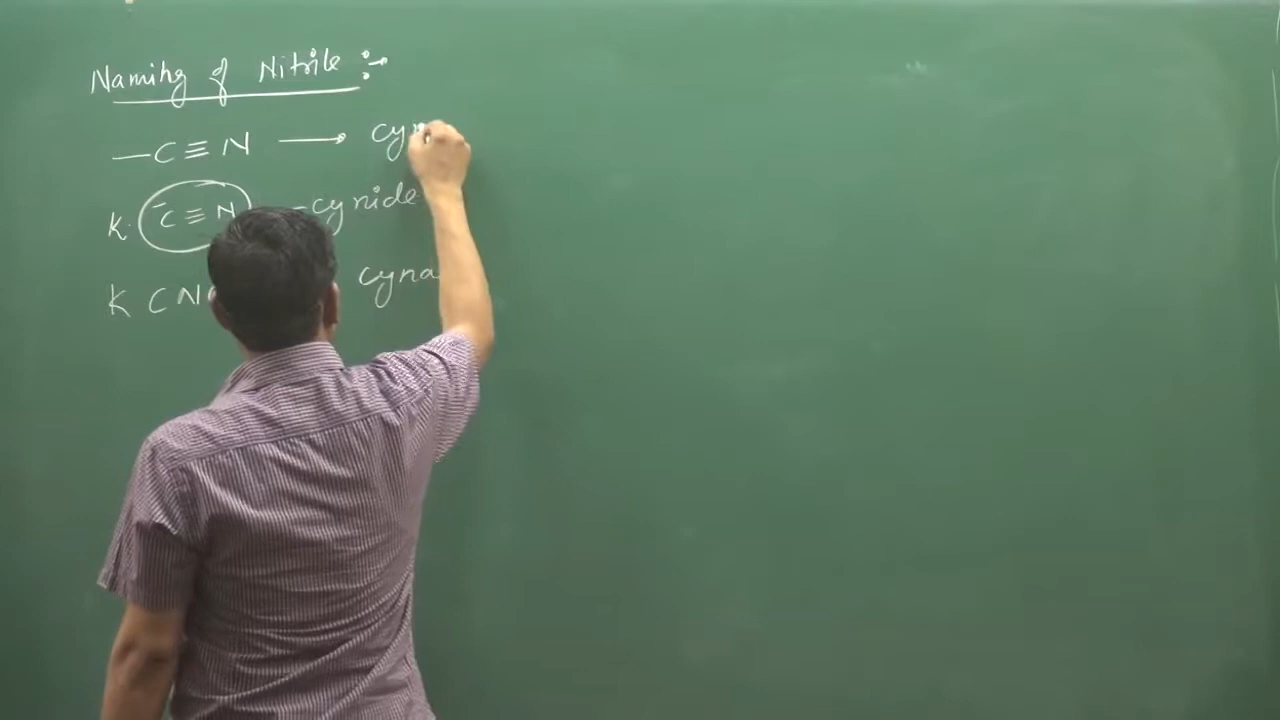 Naming of Nitrile :→
—C≡N → cy
K. ⁻C≡N — cynide
K CN cyna